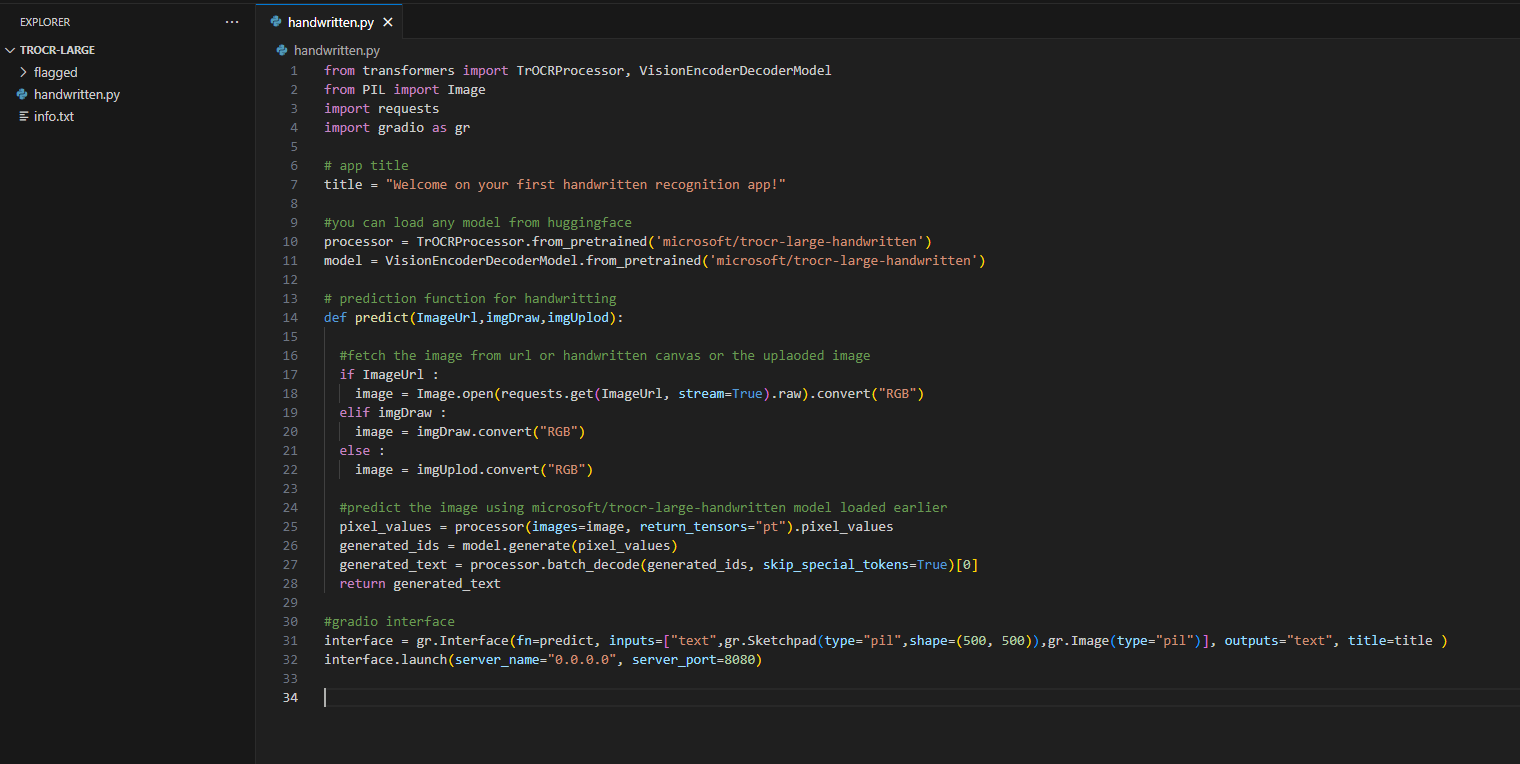 EXPLORER
...
handwritten.py
TROCR-LARGE
flagged
handwritten.py
info.txt
handwritten.py
1 from transformers import TrOCRProcessor, VisionEncoderDecoderModel
2 from PIL import Image
3 import requests
4 import gradio as gr
5
6 # app title
7 title = "Welcome on your first handwritten recognition app!"
8
9 #you can load any model from huggingface
10 processor = TrOCRProcessor.from_pretrained('microsoft/trocr-large-handwritten')
11 model = VisionEncoderDecoderModel.from_pretrained('microsoft/trocr-large-handwritten')
12
13 # prediction function for handwritting
14 def predict(ImageUrl,imgDraw,imgUplod):
15
16   #fetch the image from url or handwritten canvas or the uplaoded image
17   if ImageUrl :
18     image = Image.open(requests.get(ImageUrl, stream=True).raw).convert("RGB")
19   elif imgDraw :
20     image = imgDraw.convert("RGB")
21   else :
22     image = imgUplod.convert("RGB")
23
24   #predict the image using microsoft/trocr-large-handwritten model loaded earlier
25   pixel_values = processor(images=image, return_tensors="pt").pixel_values
26   generated_ids = model.generate(pixel_values)
27   generated_text = processor.batch_decode(generated_ids, skip_special_tokens=True)[0]
28   return generated_text
29
30 #gradio interface
31 interface = gr.Interface(fn=predict, inputs=["text",gr.Sketchpad(type="pil",shape=(500, 500)),gr.Image(type="pil")], outputs="text", title=title )
32 interface.launch(server_name="0.0.0.0", server_port=8080)
33
34